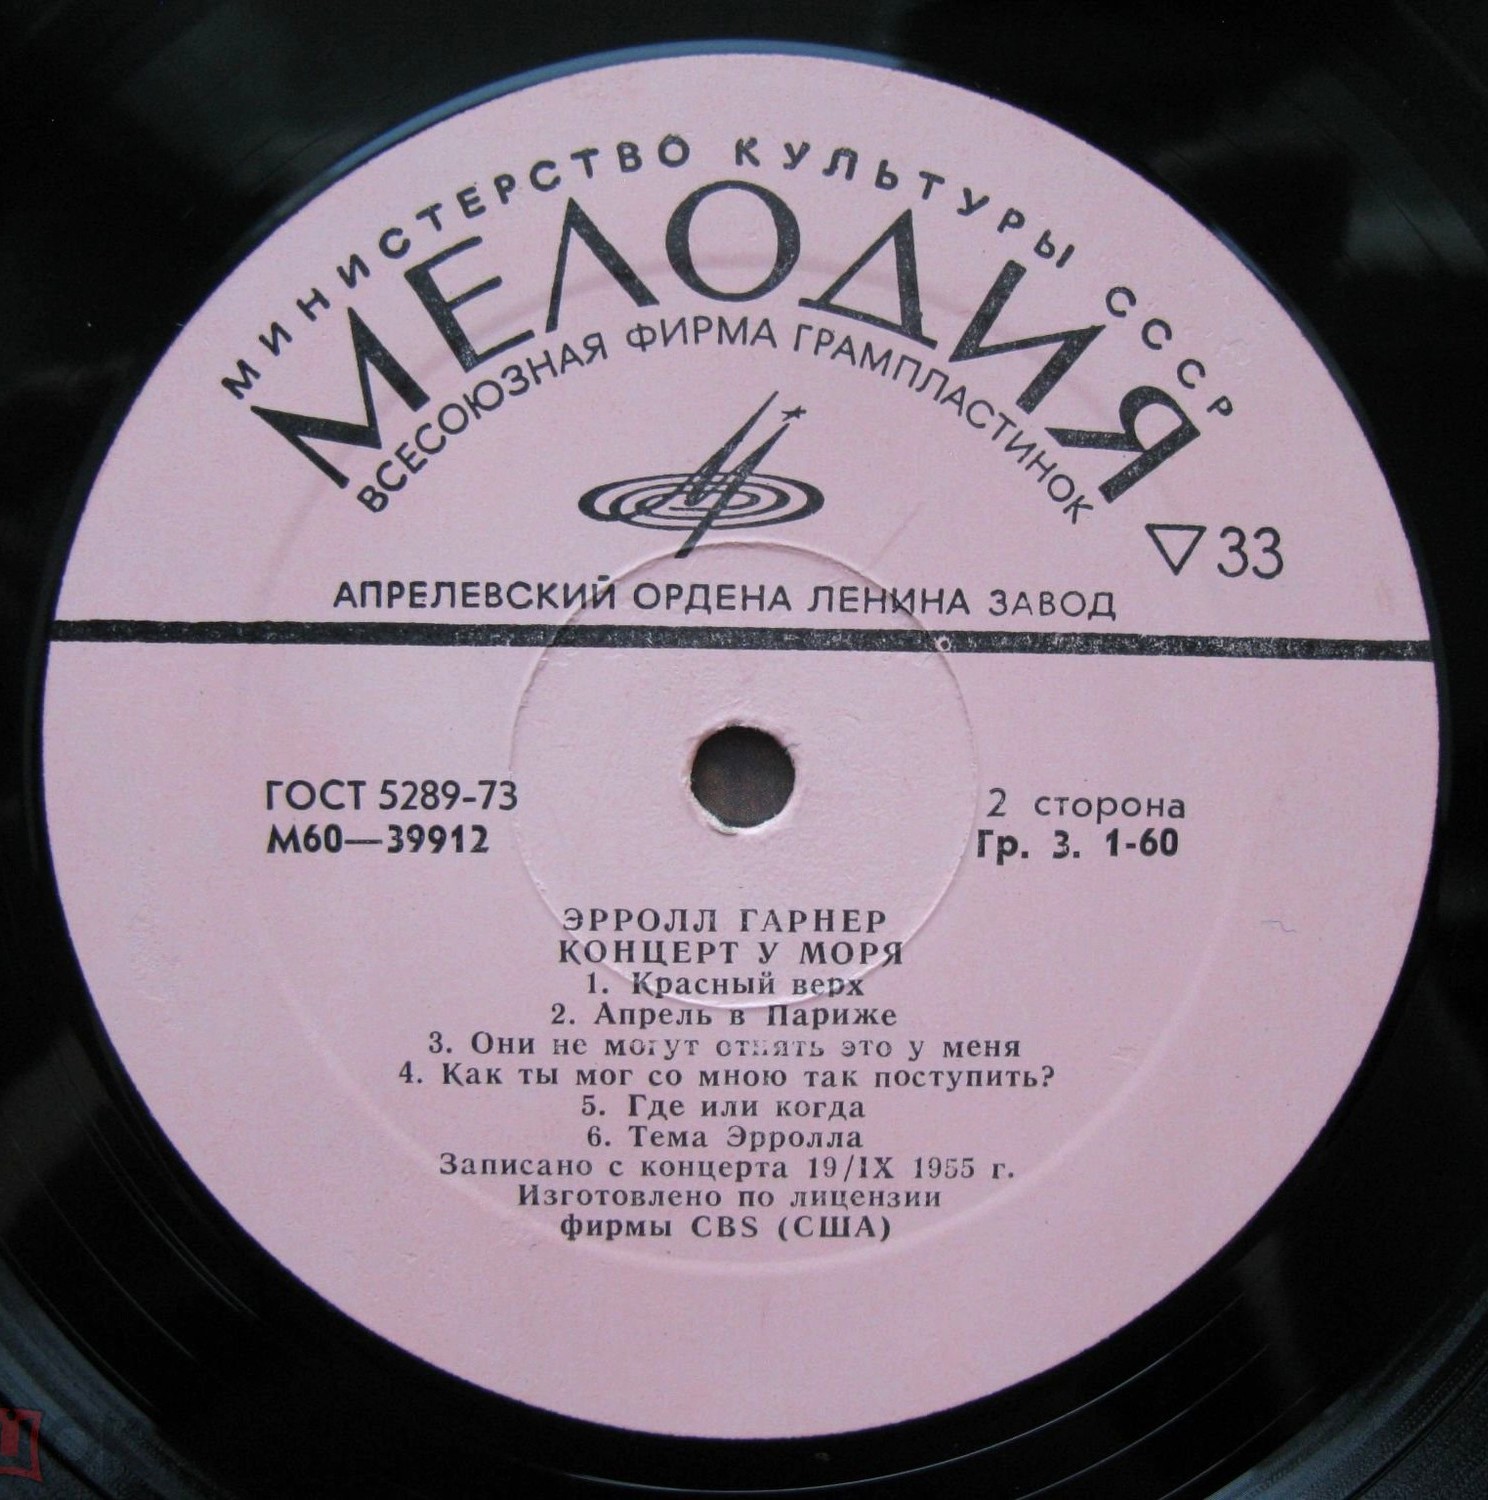 МИНИСТЕРСТВО КУЛЬТУРЫ СССР
МЕЛОДИЯ
ВСЕСОЮЗНАЯ ФИРМА ГРАМПЛАСТИНОК
33
АПРЕЛЕВСКИЙ ОРДЕНА ЛЕНИНА ЗАВОД
ГОСТ 5289-73
М60—39912
2 сторона
Гр. 3. 1-60
ЭРРОЛЛ ГАРНЕР
КОНЦЕРТ У МОРЯ
1. Красный верх
2. Апрель в Париже
3. Они не могут отнять это у меня
4. Как ты мог со мною так поступить?
5. Где или когда
6. Тема Эрролла
Записано с концерта 19/IX 1955 г.
Изготовлено по лицензии
фирмы CBS (США)